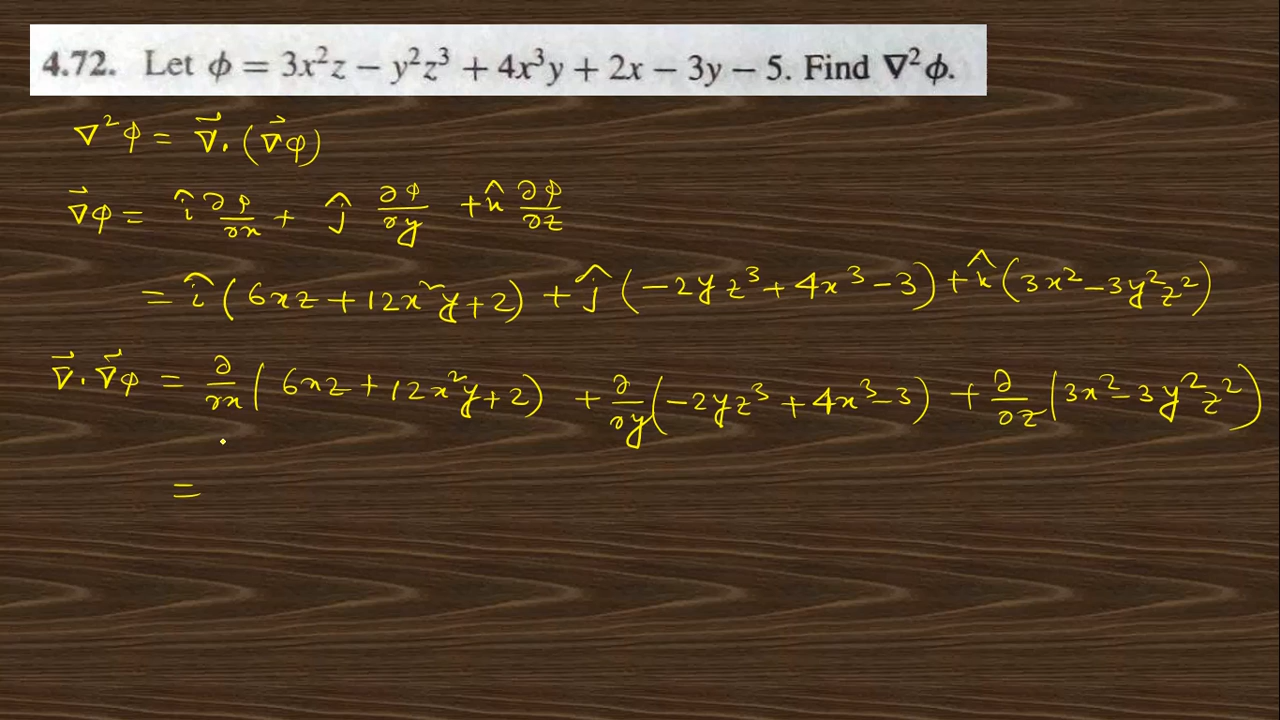 4.72. Let ϕ = 3x²z − y²z³ + 4x³y + 2x − 3y − 5. Find ∇²ϕ.
∇²ϕ = ∇⃗.(∇⃗ϕ)
∇⃗ϕ = î ∂ϕ/∂x + ĵ ∂ϕ/∂y + k̂ ∂ϕ/∂z
= î (6xz + 12x²y + 2) + ĵ (−2yz³ + 4x³ − 3) + k̂ (3x² − 3y²z²)
∇⃗.∇⃗ϕ = ∂/∂x (6xz + 12x²y + 2) + ∂/∂y (−2yz³ + 4x³ − 3) + ∂/∂z (3x² − 3y²z²)
=